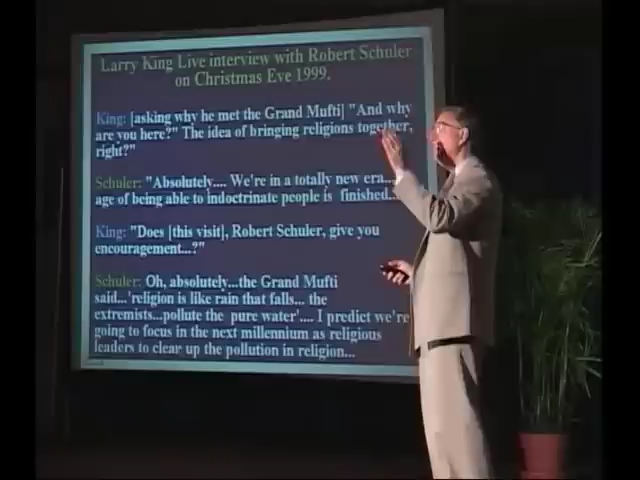 Larry King Live interview with Robert Schuler
on Christmas Eve 1999.
King: [asking why he met the Grand Mufti] "And why
are you here?" The idea of bringing religions together,
right?"
Schuler: "Absolutely.... We're in a totally new era...
age of being able to indoctrinate people is finished...
King: "Does [this visit], Robert Schuler, give you
encouragement...?"
Schuler: Oh, absolutely...the Grand Mufti
said...'religion is like rain that falls... the
extremists...pollute the pure water'.... I predict we're
going to focus in the next millennium as religious
leaders to clear up the pollution in religion...